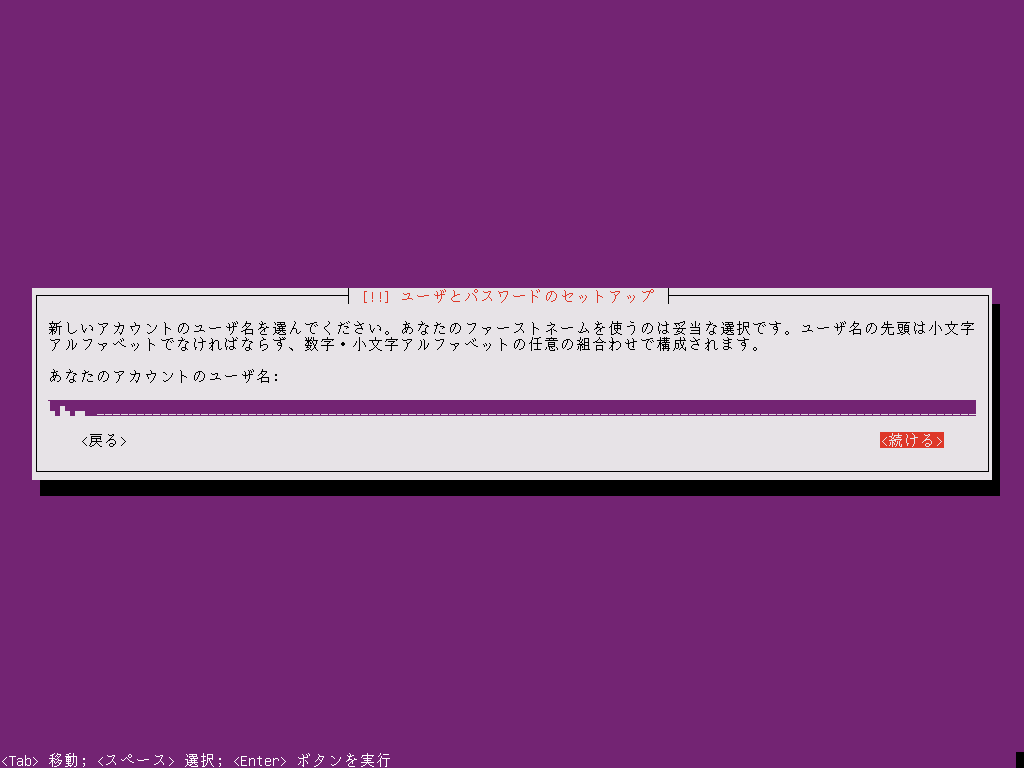 [!!] ユーザとパスワードのセットアップ
新しいアカウントのユーザ名を選んでください。あなたのファーストネームを使うのは妥当な選択です。ユーザ名の先頭は小文字
アルファベットでなければならず、数字・小文字アルファベットの任意の組合わせで構成されます。
あなたのアカウントのユーザ名:
<戻る> <続ける>
<Tab> 移動; <スペース> 選択; <Enter> ボタンを実行